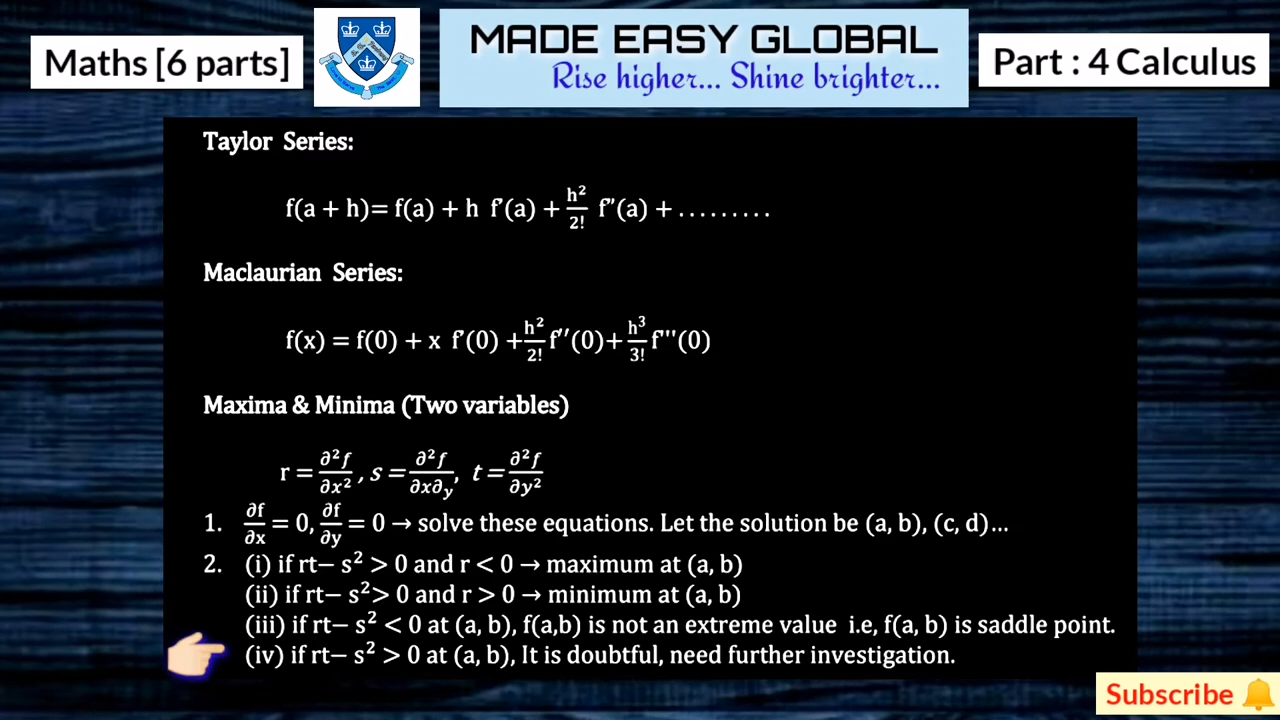 Maths [6 parts]
MADE EASY GLOBAL
Rise higher... Shine brighter...
Part : 4 Calculus
Taylor Series:
f(a + h)= f(a) + h f'(a) + h²/2! f"(a) + .........
Maclaurian Series:
f(x) = f(0) + x f'(0) + h²/2! f''(0)+ h³/3! f'''(0)
Maxima & Minima (Two variables)
r = ∂²f/∂x² , s = ∂²f/∂x∂y, t = ∂²f/∂y²
1. ∂f/∂x = 0, ∂f/∂y = 0 → solve these equations. Let the solution be (a, b), (c, d)...
2. (i) if rt− s² > 0 and r < 0 → maximum at (a, b)
(ii) if rt− s²> 0 and r > 0 → minimum at (a, b)
(iii) if rt− s² < 0 at (a, b), f(a,b) is not an extreme value i.e, f(a, b) is saddle point.
(iv) if rt− s² > 0 at (a, b), It is doubtful, need further investigation.
Subscribe